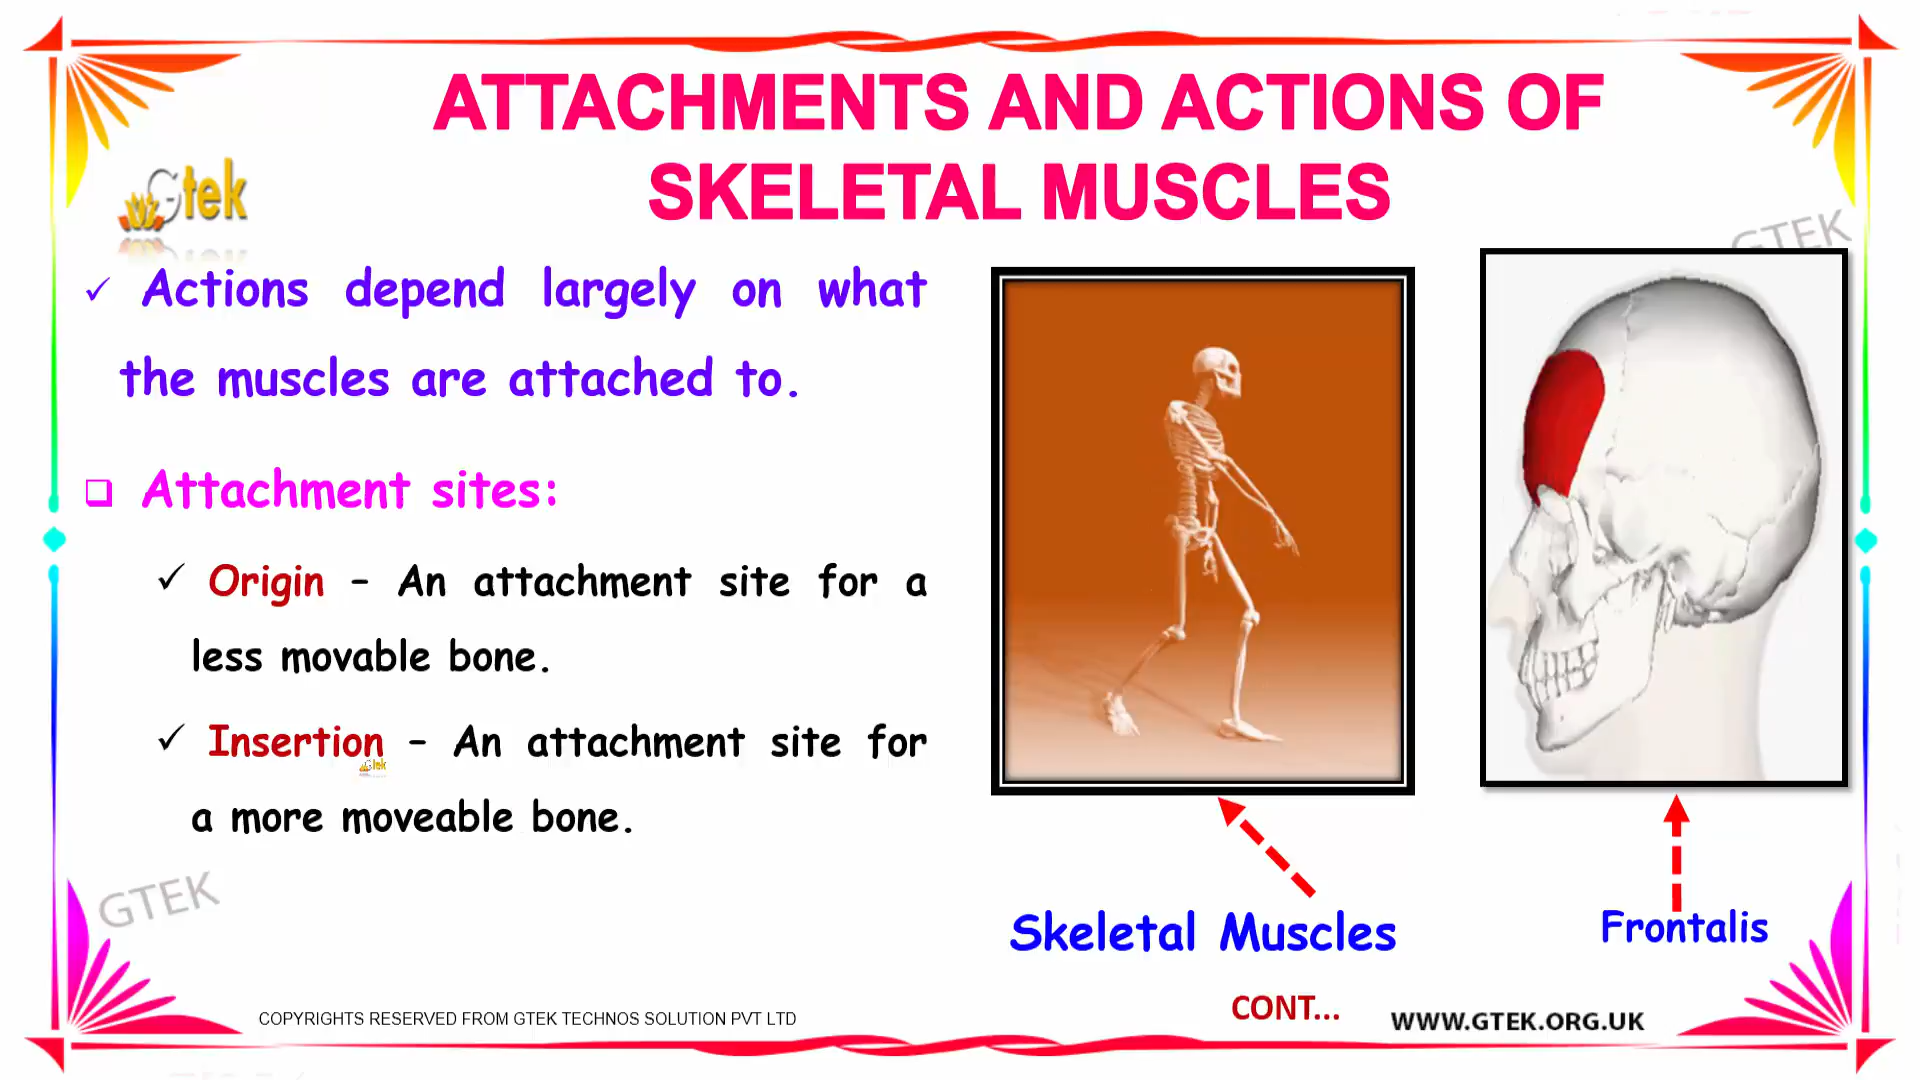 ATTACHMENTS AND ACTIONS OF
SKELETAL MUSCLES
Gtek
GTEK
Actions depend largely on what
the muscles are attached to.
Attachment sites:
Origin – An attachment site for a
less movable bone.
Insertion – An attachment site for
Gtek
a more moveable bone.
GTEK
Skeletal Muscles
Frontalis
CONT...
COPYRIGHTS RESERVED FROM GTEK TECHNOS SOLUTION PVT LTD
WWW.GTEK.ORG.UK